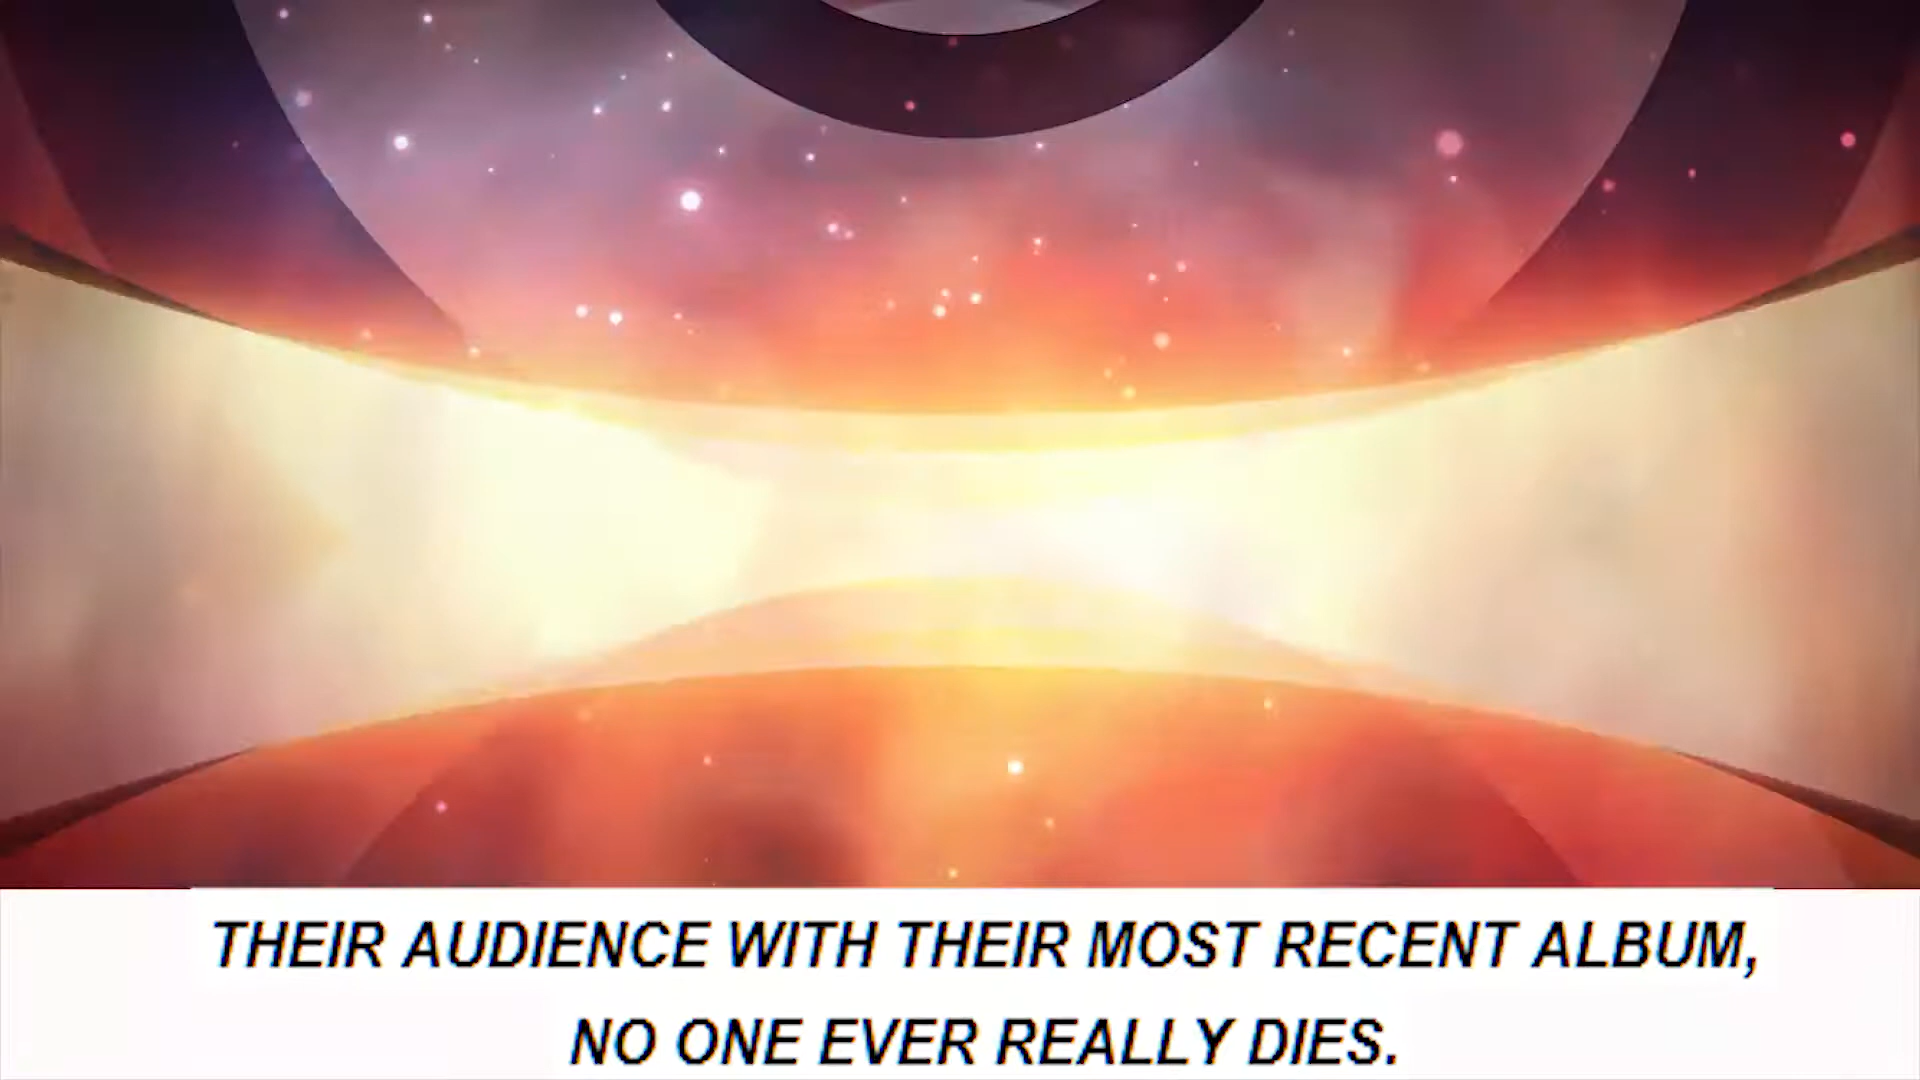 THEIR AUDIENCE WITH THEIR MOST RECENT ALBUM,
NO ONE EVER REALLY DIES.